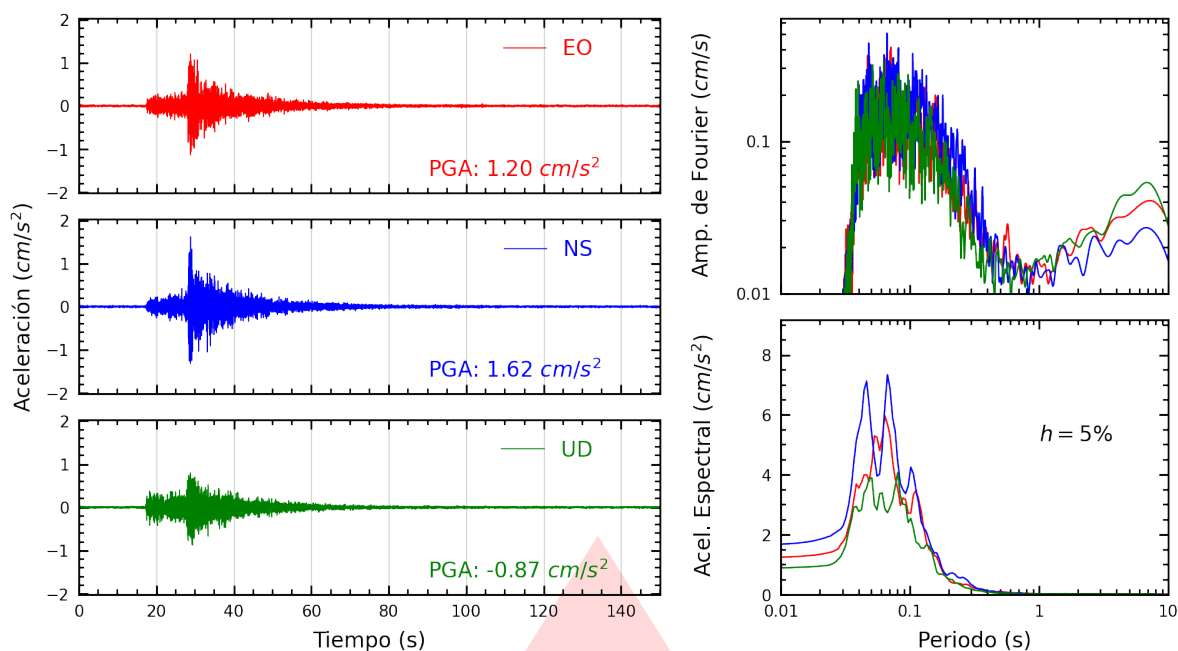 Aceleración (cm/s²)
2
1
0
−1
−2
EO
PGA: 1.20 cm/s²
2
1
0
−1
−2
NS
PGA: 1.62 cm/s²
2
1
0
−1
−2
UD
PGA: -0.87 cm/s²
0 20 40 60 80 100 120 140
Tiempo (s)
Amp. de Fourier (cm/s)
0.1
0.01
Acel. Espectral (cm/s²)
8
6
4
2
0
h = 5%
0.01 0.1 1 10
Periodo (s)